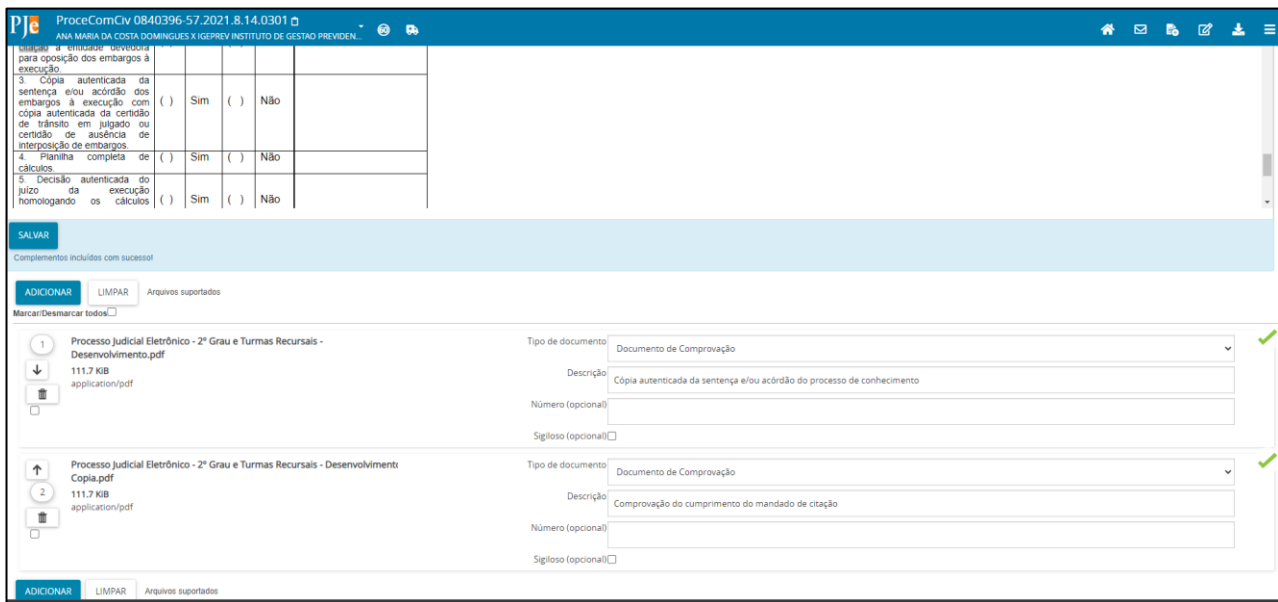 PJe
ProceComCiv 0840396-57.2021.8.14.0301
ANA MARIA DA COSTA DOMINGUES X IGEPREV INSTITUTO DE GESTAO PREVIDEN...
citação a entidade devedora
para oposição dos embargos à
execução.
3. Cópia autenticada da
sentença e/ou acórdão dos
embargos à execução com
cópia autenticada da certidão
de trânsito em julgado ou
certidão de ausência de
interposição de embargos.
( ) Sim ( ) Não
4. Planilha completa de
cálculos.
( ) Sim ( ) Não
5. Decisão autenticada do
juízo da execução
homologando os cálculos
( ) Sim ( ) Não
SALVAR
Complementos incluídos com sucesso!
ADICIONAR LIMPAR Arquivos suportados
Marcar/Desmarcar todos
1
Processo Judicial Eletrônico - 2º Grau e Turmas Recursais -
Desenvolvimento.pdf
111.7 KiB
application/pdf
Tipo de documento Documento de Comprovação
Descrição Cópia autenticada da sentença e/ou acórdão do processo de conhecimento
Número (opcional)
Sigiloso (opcional)
2
Processo Judicial Eletrônico - 2º Grau e Turmas Recursais - Desenvolvimento
Copia.pdf
111.7 KiB
application/pdf
Tipo de documento Documento de Comprovação
Descrição Comprovação do cumprimento do mandado de citação
Número (opcional)
Sigiloso (opcional)
ADICIONAR LIMPAR Arquivos suportados